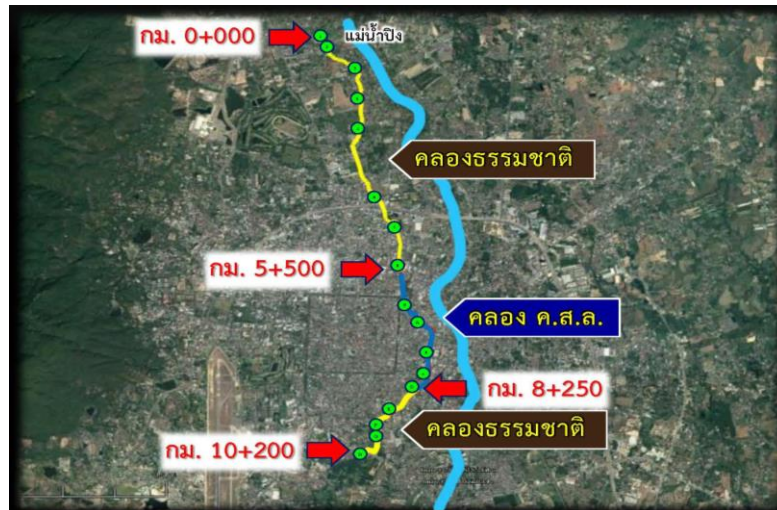 กม. 0+000
แม่น้ำปิง
คลองธรรมชาติ
กม. 5+500
คลอง ค.ส.ล.
กม. 8+250
คลองธรรมชาติ
กม. 10+200